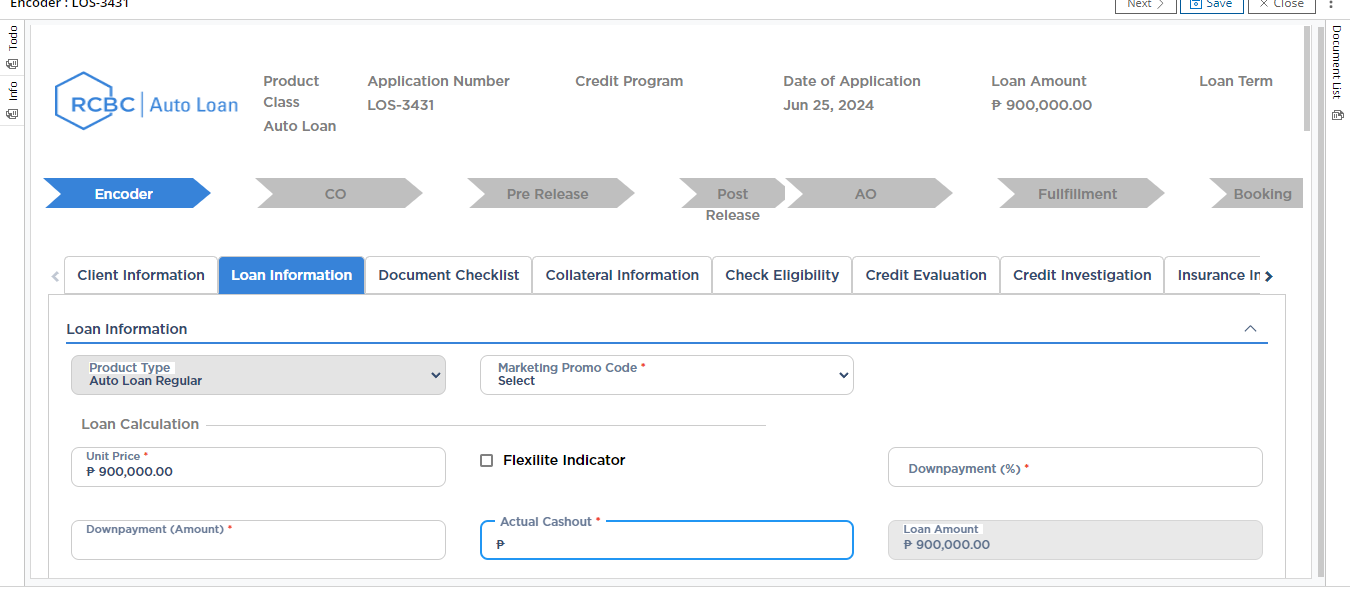 Encoder : LOS-3431
Next
Save
Close
Todo
Info
Document List
RCBC Auto Loan
Product Class
Auto Loan
Application Number
LOS-3431
Credit Program
Date of Application
Jun 25, 2024
Loan Amount
₱ 900,000.00
Loan Term
Encoder
CO
Pre Release
Post Release
AO
Fullfillment
Booking
Client Information
Loan Information
Document Checklist
Collateral Information
Check Eligibility
Credit Evaluation
Credit Investigation
Insurance In
Loan Information
Product Type
Auto Loan Regular
Marketing Promo Code *
Select
Loan Calculation
Unit Price *
₱ 900,000.00
Flexilite Indicator
Downpayment (%) *
Downpayment (Amount) *
Actual Cashout *
₱
Loan Amount
₱ 900,000.00